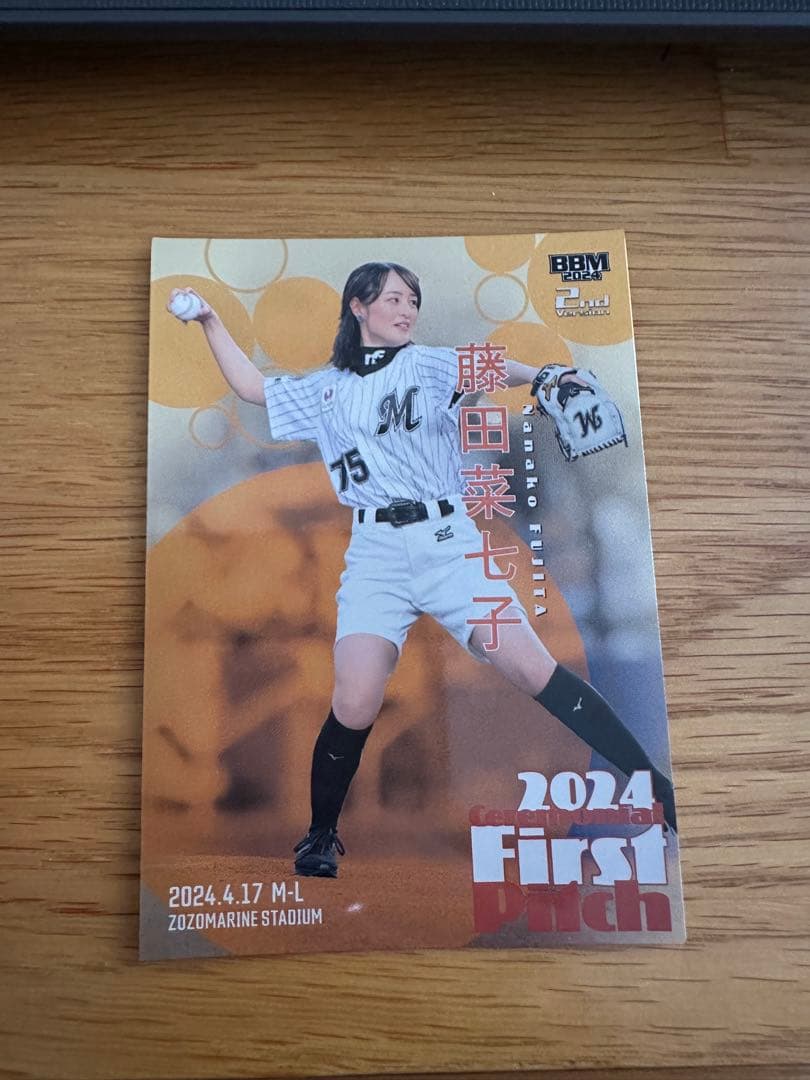 BBM
2024
2nd
Version
nF
M
75
M
藤田菜七子
Nanako FUJITA
2024
Ceremonial
First
Pitch
2024.4.17 M-L
ZOZOMARINE STADIUM